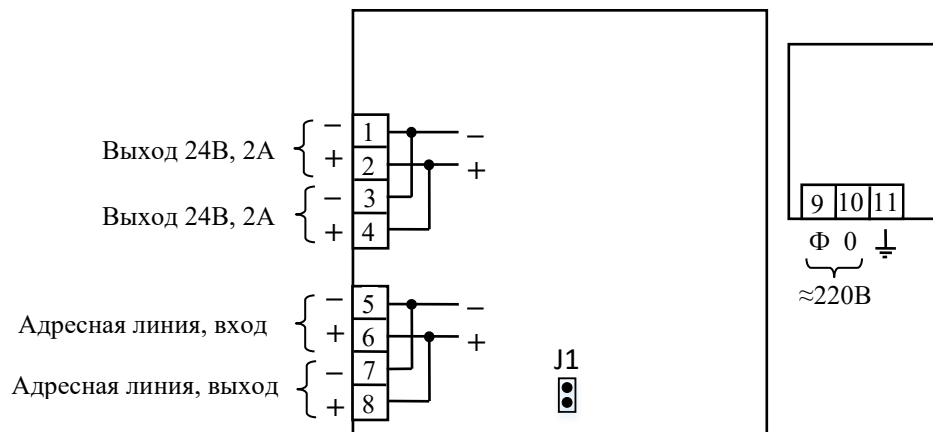 − 1 −
Выход 24В, 2А
+ 2 +
− 3
Выход 24В, 2А
+ 4
9 10 11
Ф 0
≈220В
− 5 −
Адресная линия, вход
+ 6 +
− 7
Адресная линия, выход
+ 8
J1